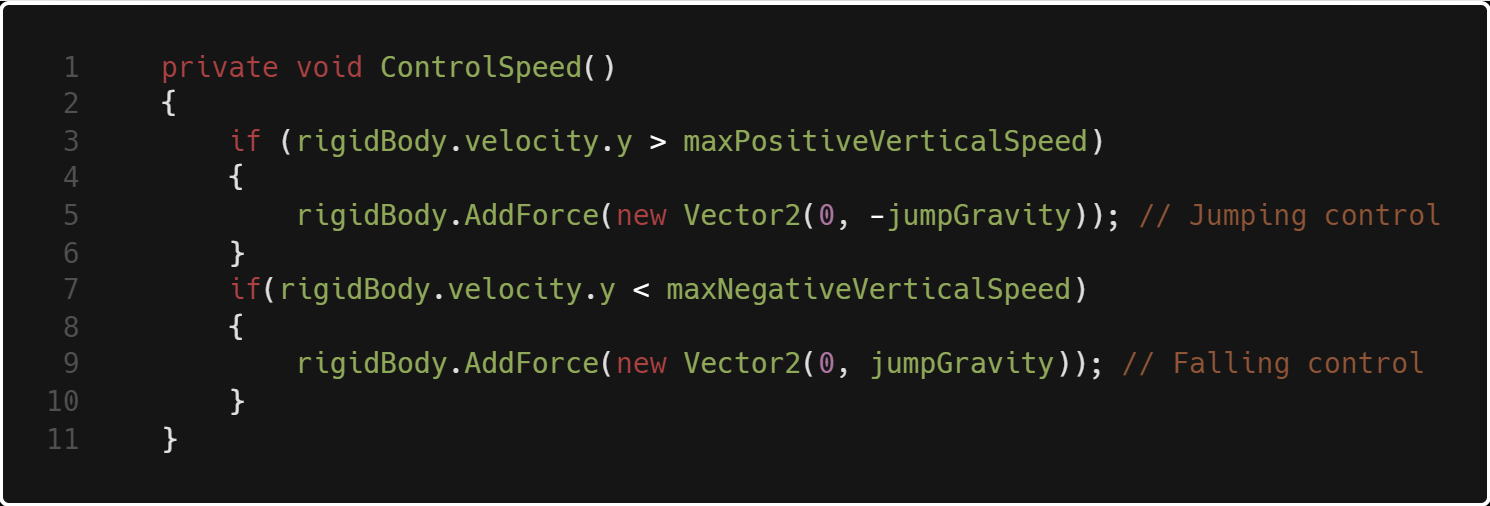 1 private void ControlSpeed()
2 {
3 if (rigidBody.velocity.y > maxPositiveVerticalSpeed)
4 {
5 rigidBody.AddForce(new Vector2(0, -jumpGravity)); // Jumping control
6 }
7 if(rigidBody.velocity.y < maxNegativeVerticalSpeed)
8 {
9 rigidBody.AddForce(new Vector2(0, jumpGravity)); // Falling control
10 }
11 }